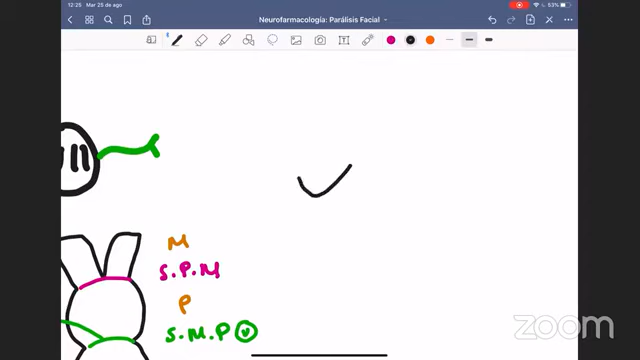 12:25 Mar 25 de ago 53%
Neurofarmacología: Parálisis Facial
M
S.P.M
P
S.M.P V
zoom